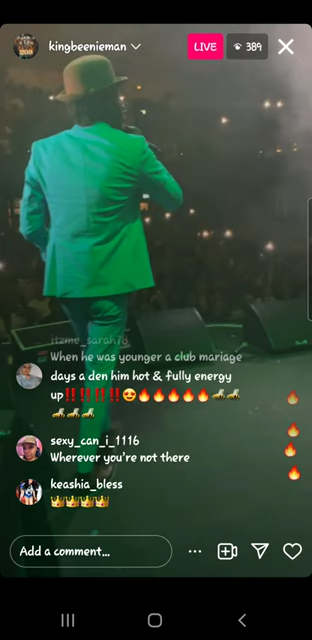 kingbeenieman
LIVE
389
itzme_sarah76
When he was younger a club mariage
days a den him hot & fully energy
up‼️‼️‼️‼️😍🔥🔥🔥🔥🔥
sexy_can_i_1116
Wherever you're not there
keashia_bless
👑👑👑👑
Add a comment...